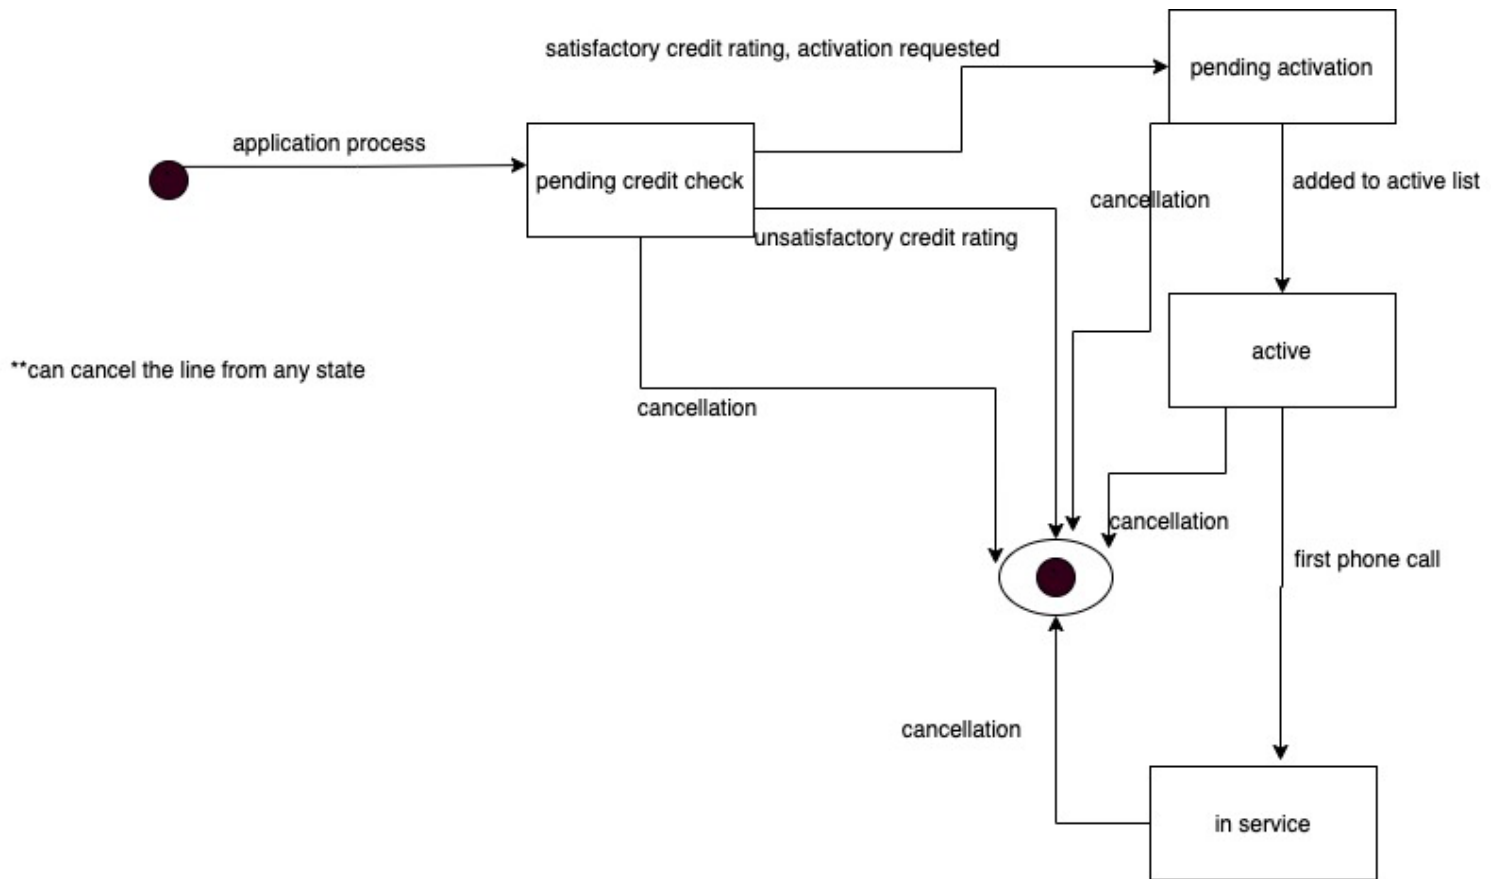 satisfactory credit rating, activation requested
pending activation
application process
pending credit check
added to active list
cancellation
unsatisfactory credit rating
active
**can cancel the line from any state
cancellation
cancellation
first phone call
cancellation
in service